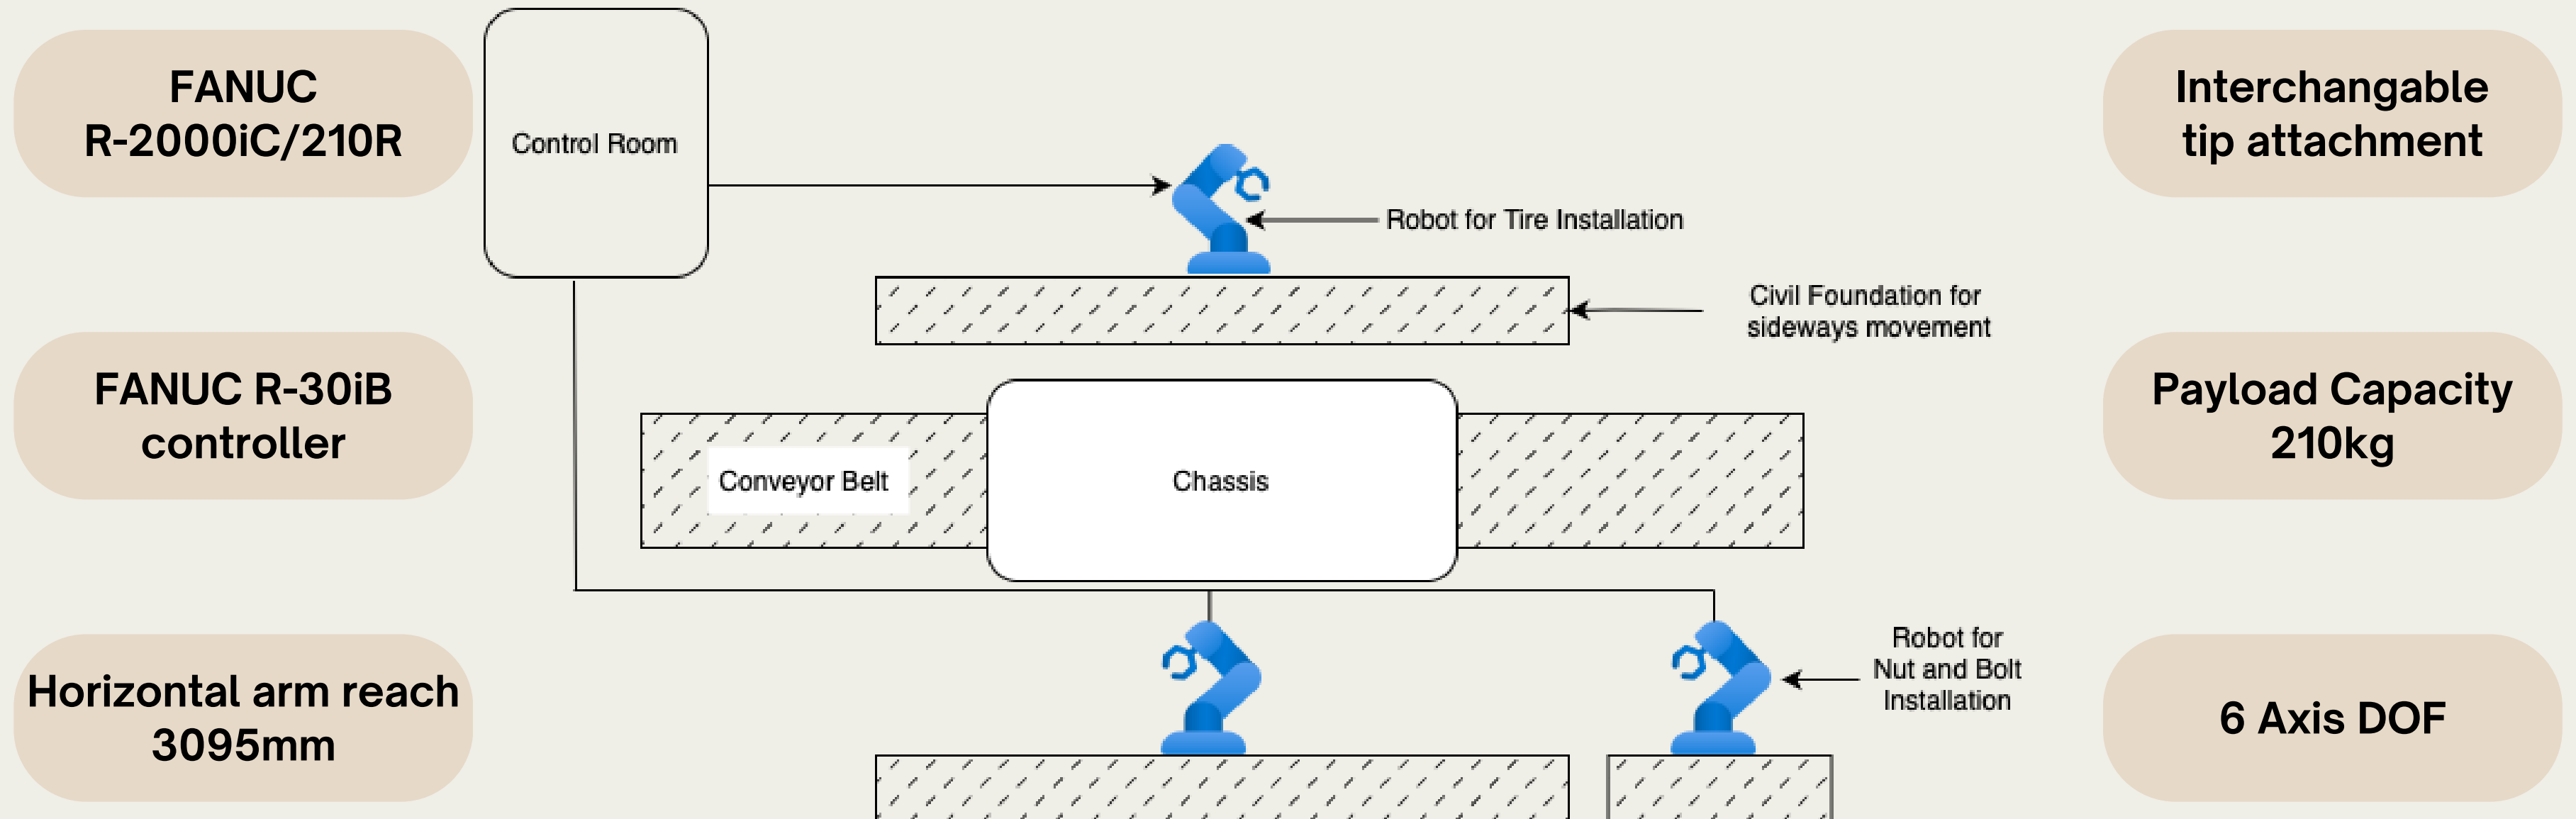 FANUC
R-2000iC/210R
Control Room
Interchangable
tip attachment
Robot for Tire Installation
Civil Foundation for
sideways movement
FANUC R-30iB
controller
Conveyor Belt
Chassis
Payload Capacity
210kg
Horizontal arm reach
3095mm
Robot for
Nut and Bolt
Installation
6 Axis DOF